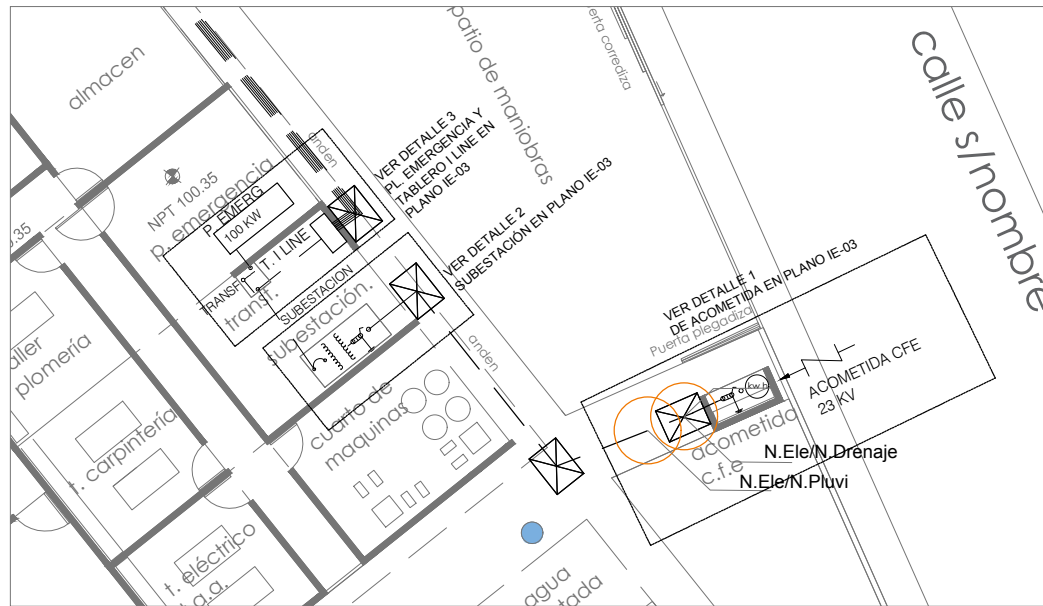 almacen
anden
patio de maniobras
Puerta corrediza
calle s/nombre
NPT 100.35
p. emergencia
P. EMERG
100 KW
T. I LINE
TRANSF.
transf.
VER DETALLE 3
PL. EMERGENCIA Y
TABLERO I LINE EN
PLANO IE-03
VER DETALLE 2
SUBESTACIÓN EN PLANO IE-03
SUBESTACION
subestación.
anden
VER DETALLE 1
DE ACOMETIDA EN PLANO IE-03
Puerta plegadiza
kw.h
ACOMETIDA CFE
23 KV
acometida
c.f.e
N.Ele/N.Drenaje
N.Ele/N.Pluvi
cuarto de
maquinas
plomería
t. carpintería
t. eléctrico
a.a.
agua